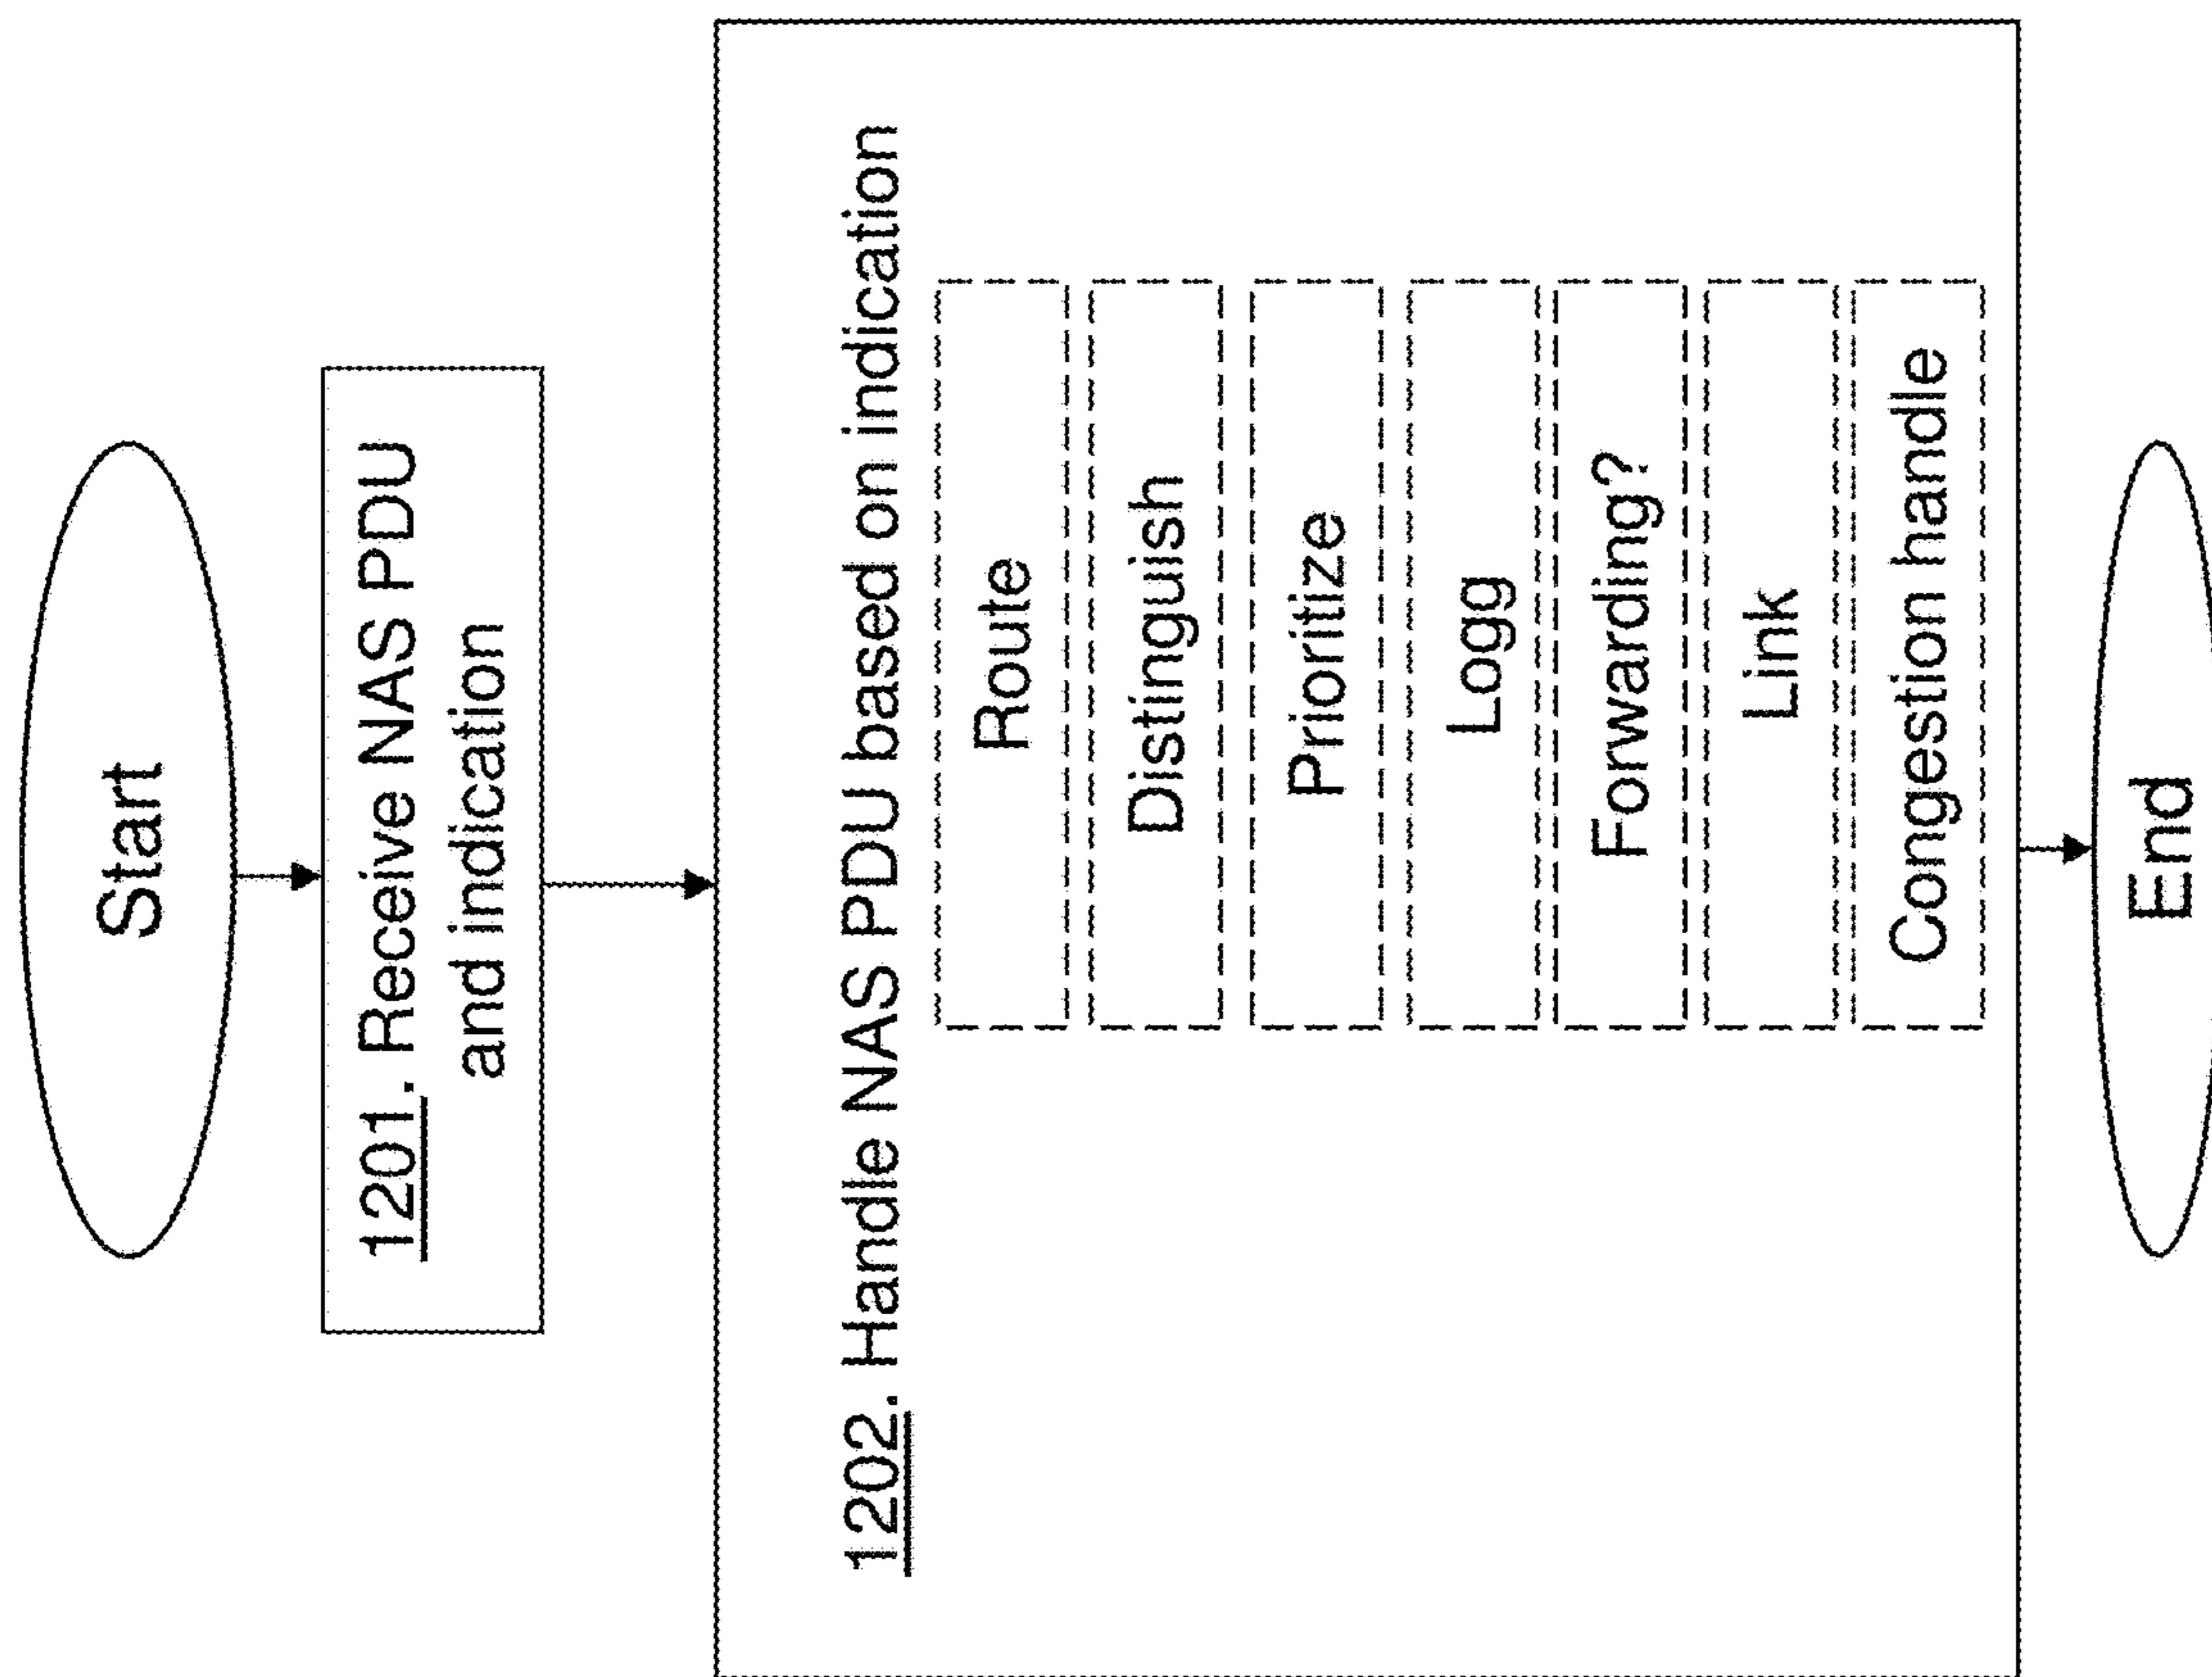 Start
1201. Receive NAS PDU
and indication
1202. Handle NAS PDU based on indication
Route
Distinguish
Prioritize
Logg
Forwarding?
Link
Congestion handle
End